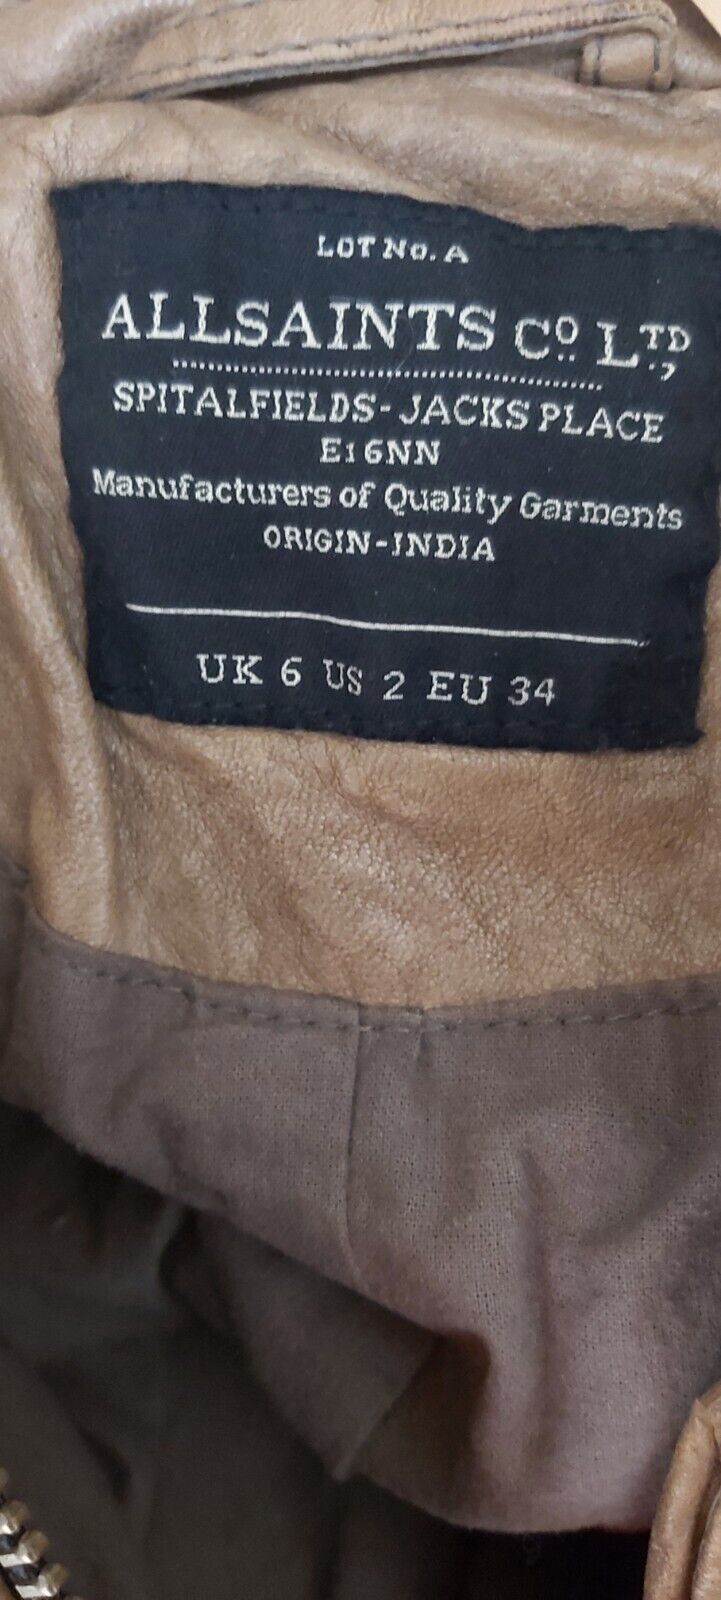 LOT No. A
ALLSAINTS Cº. LTD.,
SPITALFIELDS-JACKS PLACE
E1 6NN
Manufacturers of Quality Garments
ORIGIN-INDIA
UK 6 US 2 EU 34